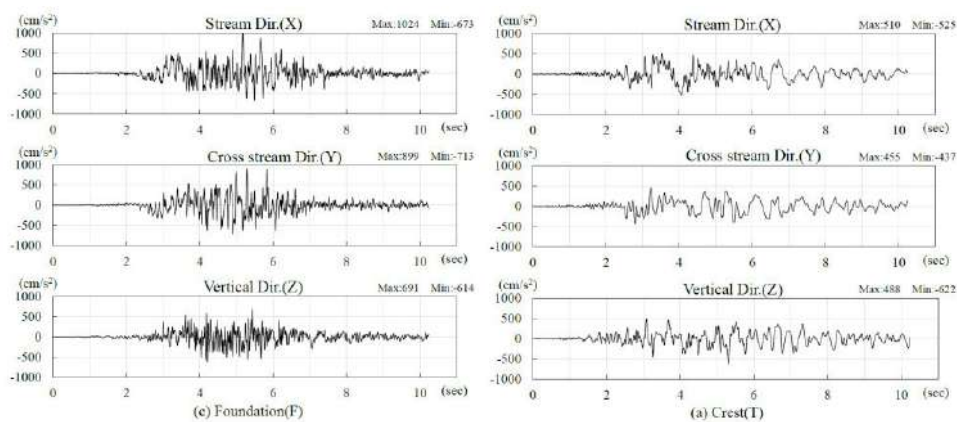 (cm/s²) Stream Dir.(X) Max:1024 Min:-673
1000
500
0
-500
-1000
0 2 4 6 8 10 (sec)
(cm/s²) Cross stream Dir.(Y) Max:899 Min:-713
1000
500
0
-500
-1000
0 2 4 6 8 10 (sec)
(cm/s²) Vertical Dir.(Z) Max:691 Min:-614
1000
500
0
-500
-1000
0 2 4 6 8 10 (sec)
(c) Foundation(F)
(cm/s²) Stream Dir.(X) Max:510 Min:-525
1000
500
0
-500
-1000
0 2 4 6 8 10 (sec)
(cm/s²) Cross stream Dir.(Y) Max:455 Min:-437
1000
500
0
-500
-1000
0 2 4 6 8 10 (sec)
(cm/s²) Vertical Dir.(Z) Max:488 Min:-622
1000
500
0
-500
-1000
0 2 4 6 8 10 (sec)
(a) Crest(T)